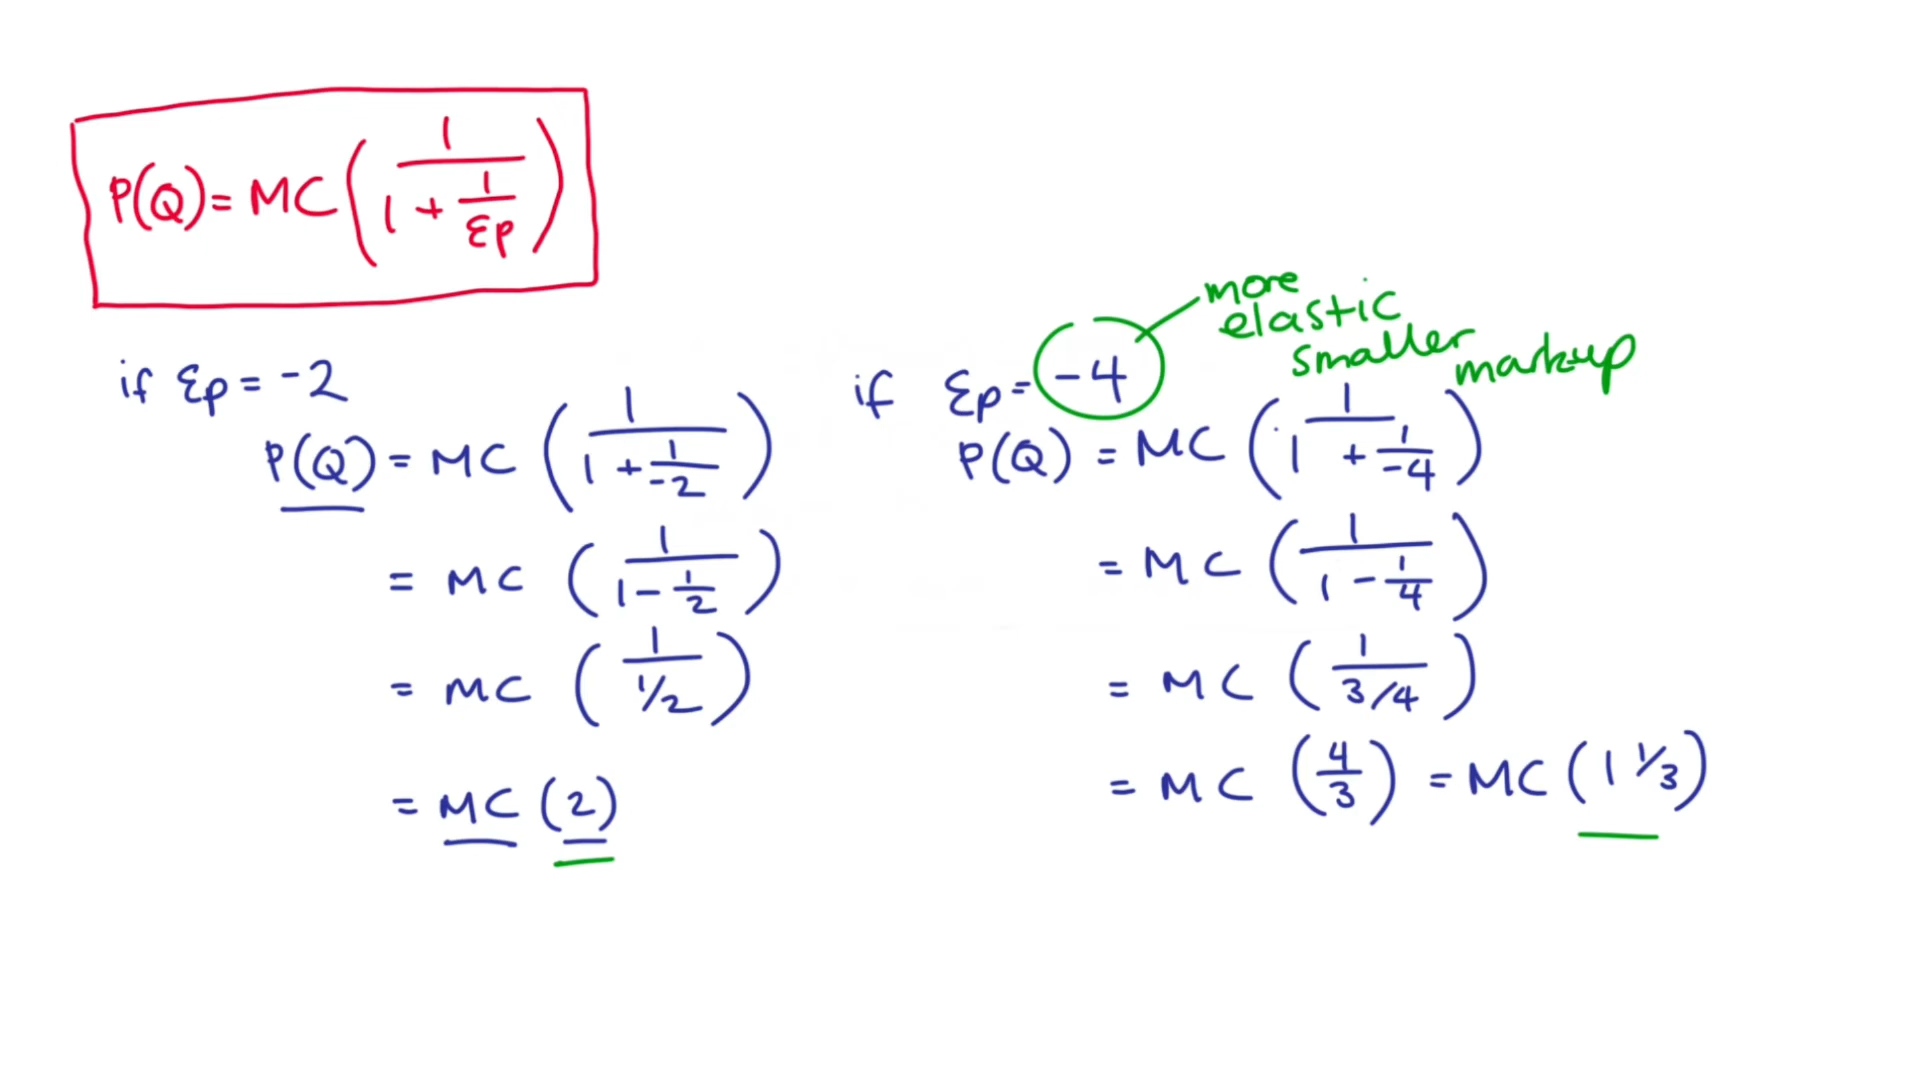 P(Q) = MC (1 / (1 + 1/εp))
if εp = -2
P(Q) = MC (1 / (1 + 1/-2))
= MC (1 / (1 - 1/2))
= MC (1 / 1/2)
= MC (2)
more
elastic
smaller markup
if εp = -4
P(Q) = MC (1 / (1 + 1/-4))
= MC (1 / (1 - 1/4))
= MC (1 / 3/4)
= MC (4/3) = MC (1 1/3)